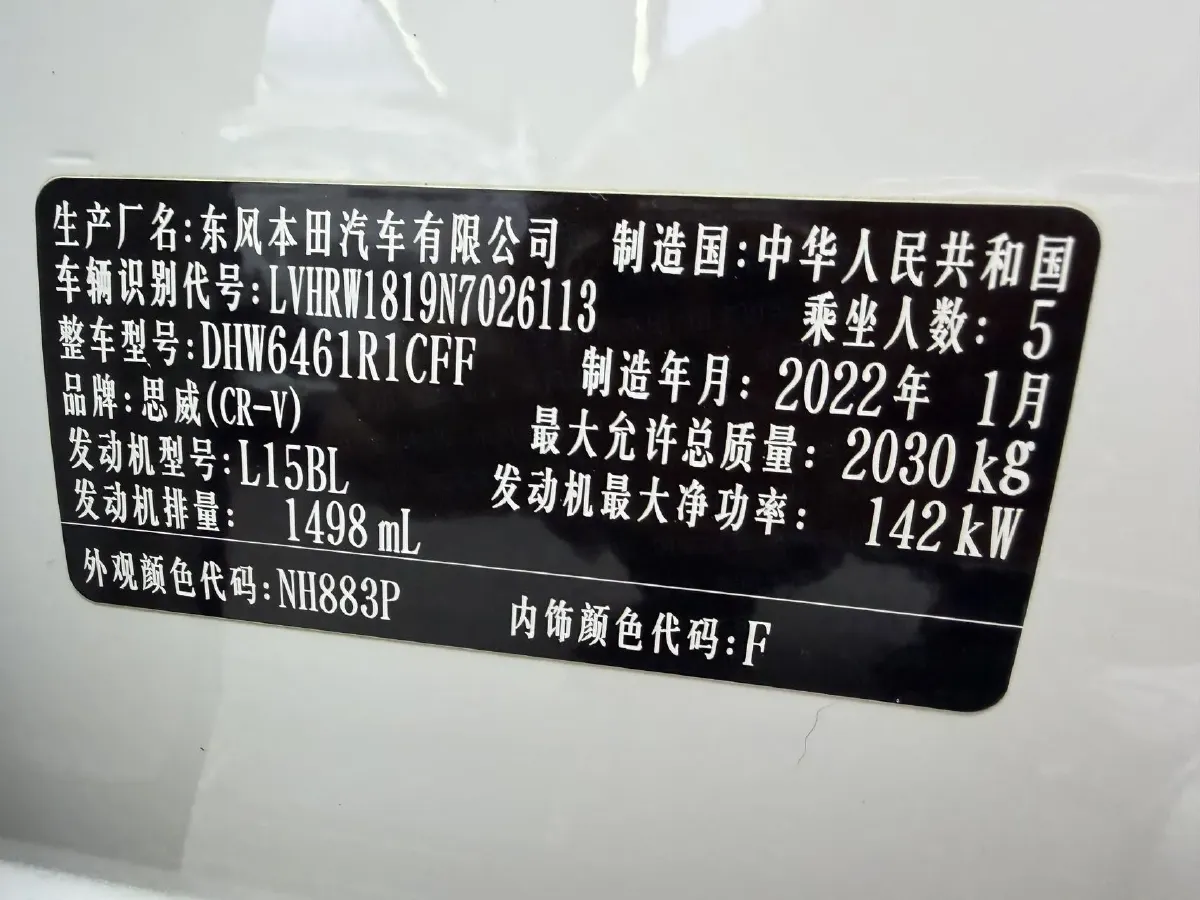 生产厂名:东风本田汽车有限公司 制造国:中华人民共和国
车辆识别代号:LVHRW1819N7026113 乘坐人数: 5
整车型号:DHW6461R1CFF 制造年月: 2022年 1月
品牌:思威(CR-V) 最大允许总质量: 2030 kg
发动机型号:L15BL 发动机最大净功率: 142 kW
发动机排量: 1498 mL
外观颜色代码:NH883P 内饰颜色代码:F